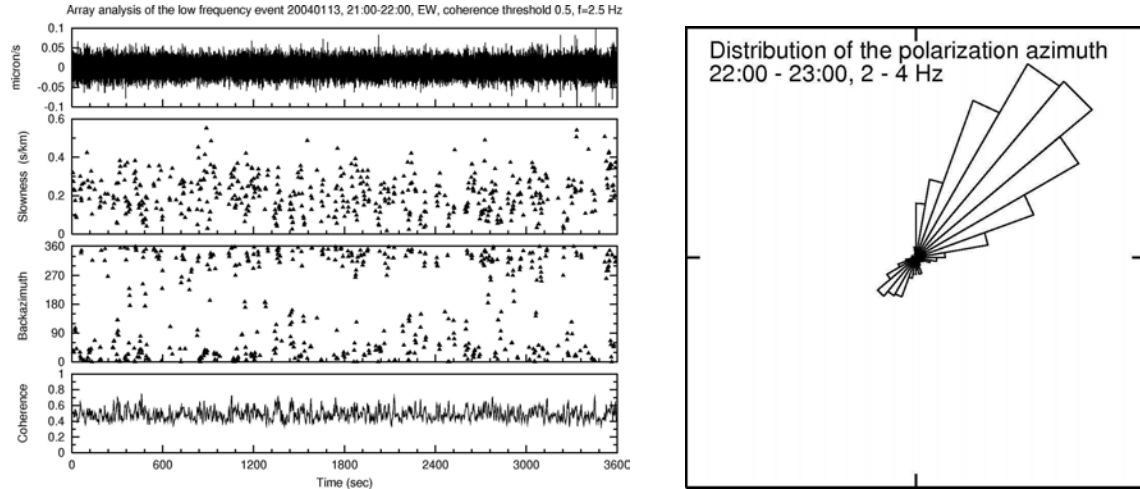 Array analysis of the low frequency event 20040113, 21:00-22:00, EW, coherence threshold 0.5, f=2.5 Hz
micron/s
0.1
0.05
0
-0.05
-0.1
Slowness (s/km)
0.6
0.4
0.2
0
Backazimuth
360
270
180
90
0
Coherence
1
0.8
0.6
0.4
0.2
0
0 600 1200 1800 2400 3000 3600
Time (sec)
Distribution of the polarization azimuth
22:00 - 23:00, 2 - 4 Hz